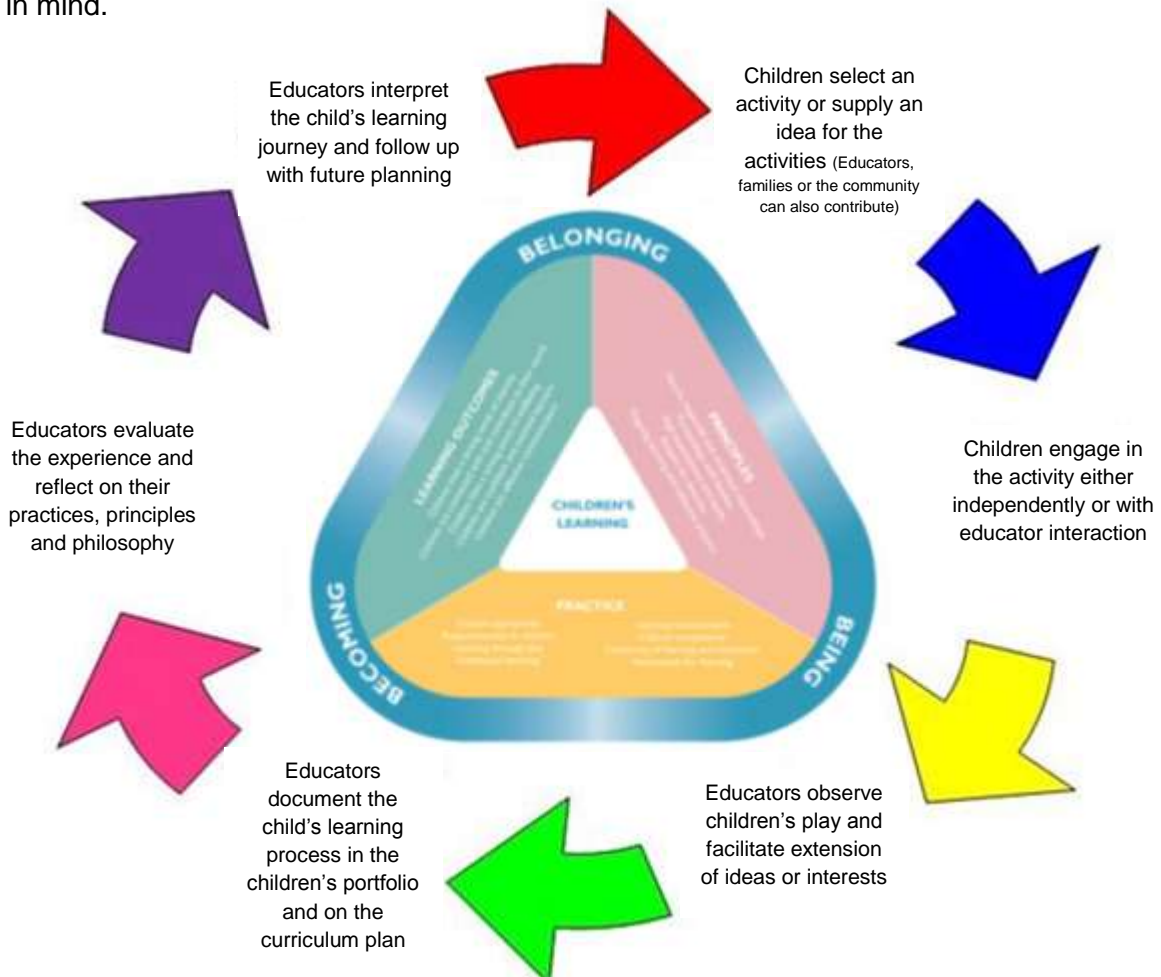 in mind.
Educators interpret
the child's learning
journey and follow up
with future planning
Children select an
activity or supply an
idea for the
activities (Educators,
families or the community
can also contribute)
Children engage in
the activity either
independently or with
educator interaction
Educators observe
children's play and
facilitate extension
of ideas or interests
Educators
document the
child's learning
process in the
children's portfolio
and on the
curriculum plan
Educators evaluate
the experience and
reflect on their
practices, principles
and philosophy
BELONGING
BEING
BECOMING
LEARNING OUTCOMES
PRINCIPLES
CHILDREN'S
LEARNING
PRACTICE